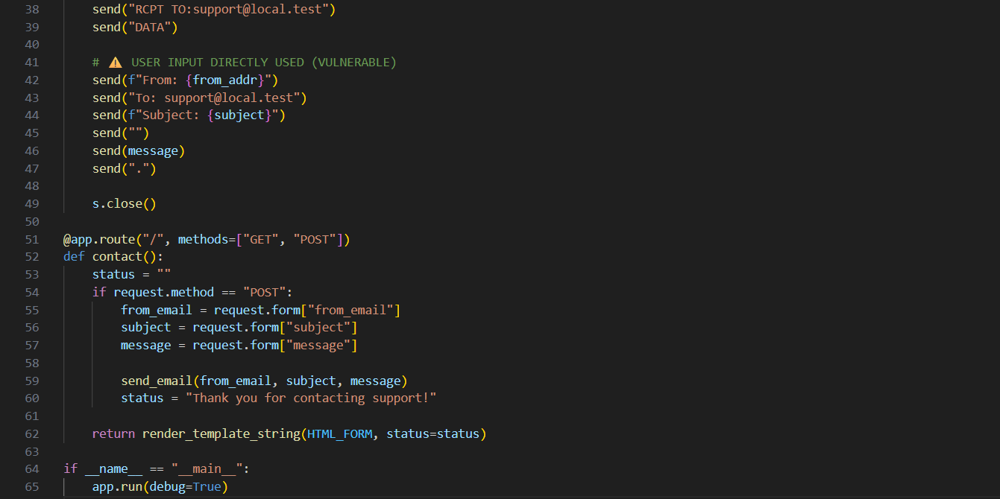 38 send("RCPT TO:support@local.test")
39 send("DATA")
40
41 # ⚠ USER INPUT DIRECTLY USED (VULNERABLE)
42 send(f"From: {from_addr}")
43 send("To: support@local.test")
44 send(f"Subject: {subject}")
45 send("")
46 send(message)
47 send(".")
48
49 s.close()
50
51 @app.route("/", methods=["GET", "POST"])
52 def contact():
53 status = ""
54 if request.method == "POST":
55 from_email = request.form["from_email"]
56 subject = request.form["subject"]
57 message = request.form["message"]
58
59 send_email(from_email, subject, message)
60 status = "Thank you for contacting support!"
61
62 return render_template_string(HTML_FORM, status=status)
63
64 if __name__ == "__main__":
65 app.run(debug=True)